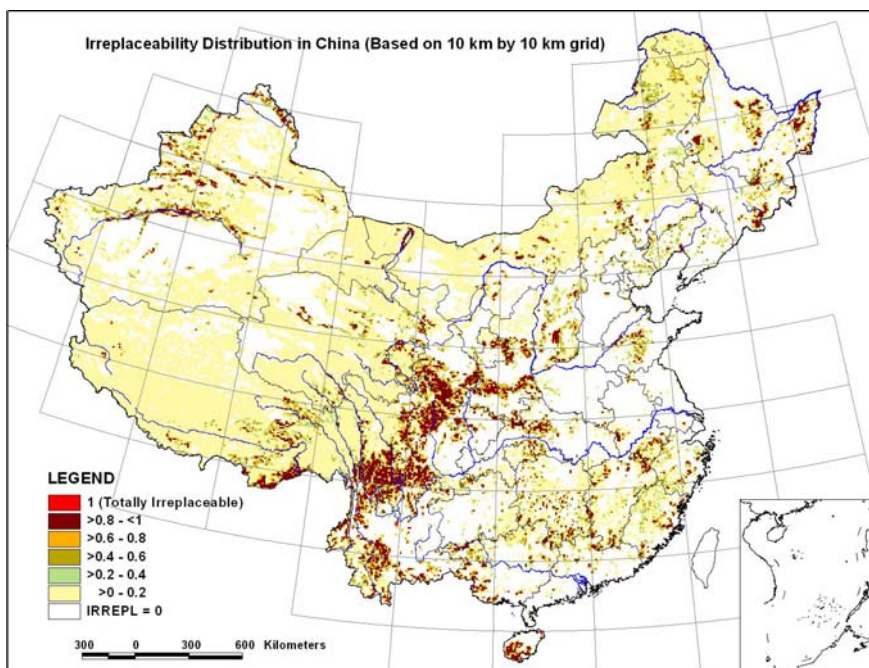 Irreplaceability Distribution in China (Based on 10 km by 10 km grid)
LEGEND
1 (Totally Irreplaceable)
>0.8 - <1
>0.6 - 0.8
>0.4 - 0.6
>0.2 - 0.4
>0 - 0.2
IRREPL = 0
300 0 300 600 Kilometers